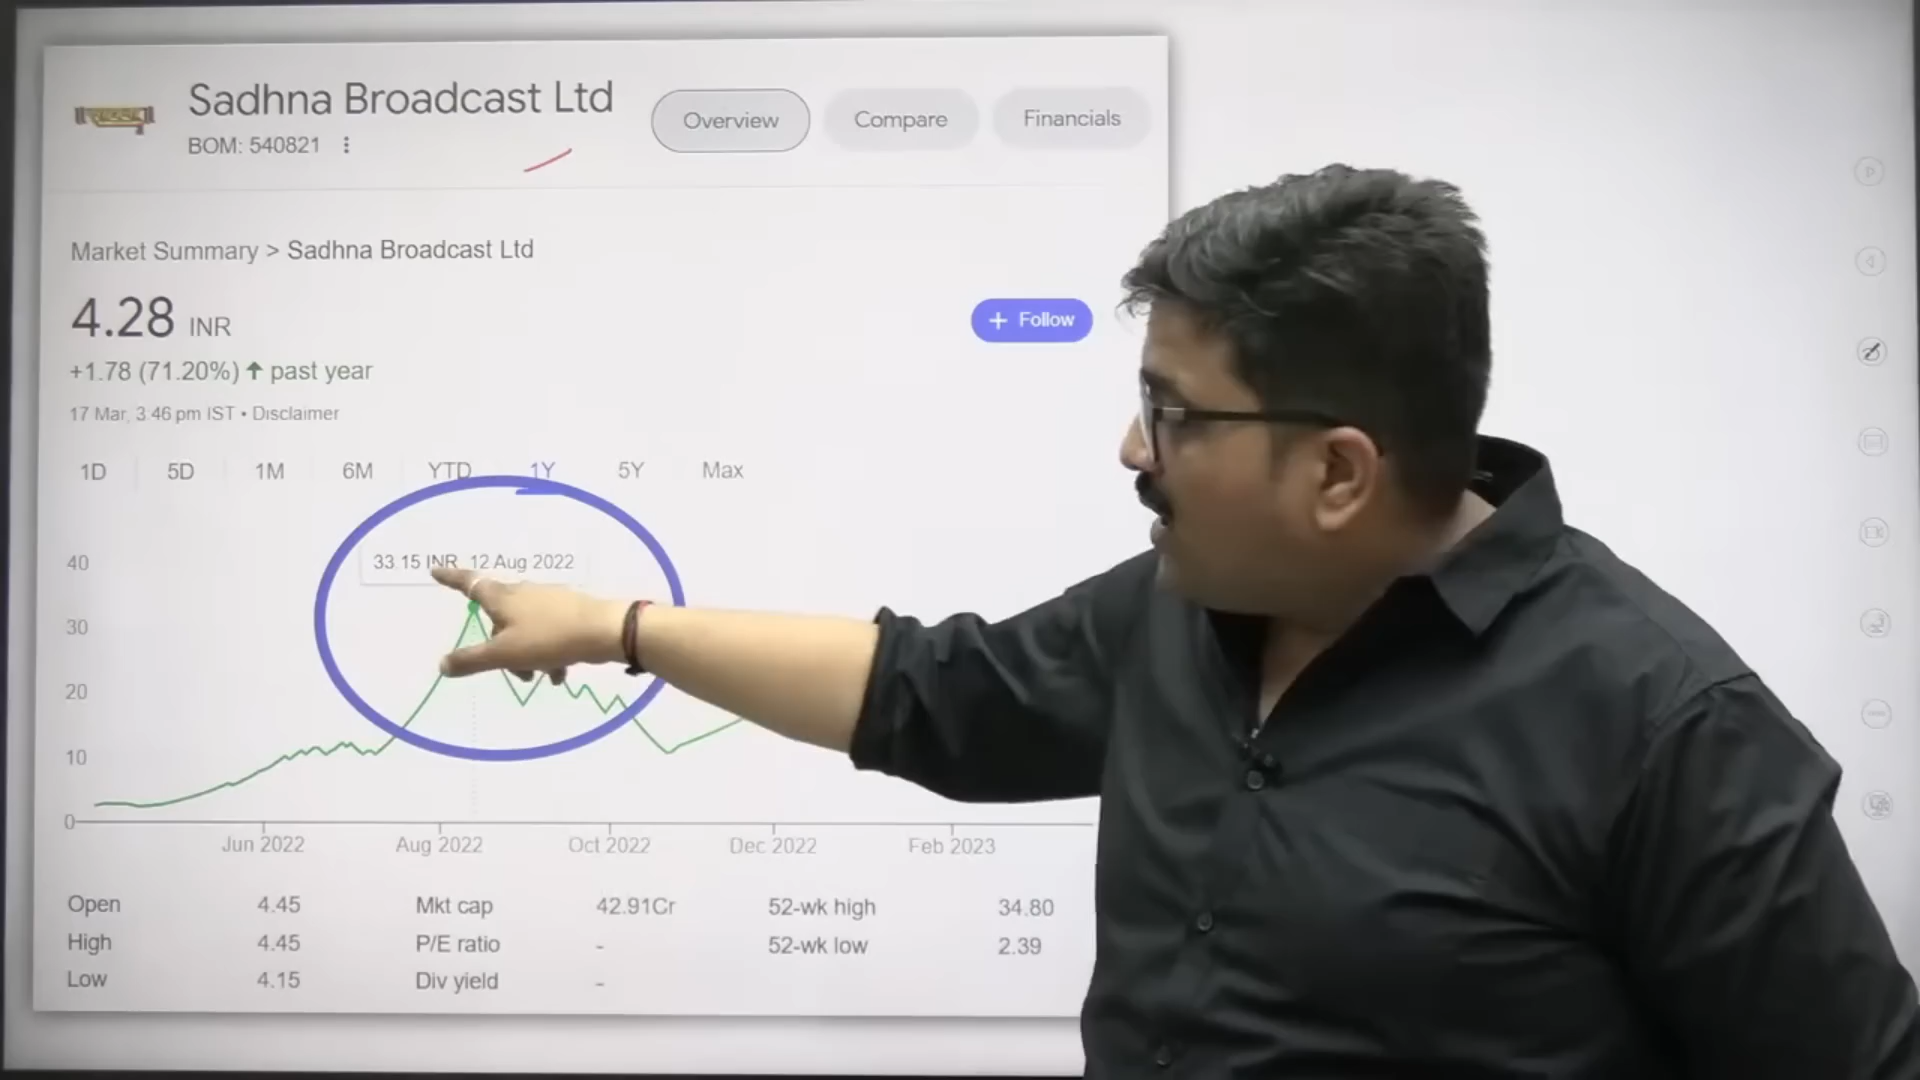 Sadhna Broadcast Ltd
BOM: 540821
Overview
Compare
Financials
Market Summary > Sadhna Broadcast Ltd
4.28 INR
+ Follow
+1.78 (71.20%) ↑ past year
17 Mar, 3:46 pm IST • Disclaimer
1D 5D 1M 6M YTD 1Y 5Y Max
33.15 INR 12 Aug 2022
40
30
20
10
0
Jun 2022 Aug 2022 Oct 2022 Dec 2022 Feb 2023
Open 4.45 Mkt cap 42.91Cr 52-wk high 34.80
High 4.45 P/E ratio - 52-wk low 2.39
Low 4.15 Div yield -